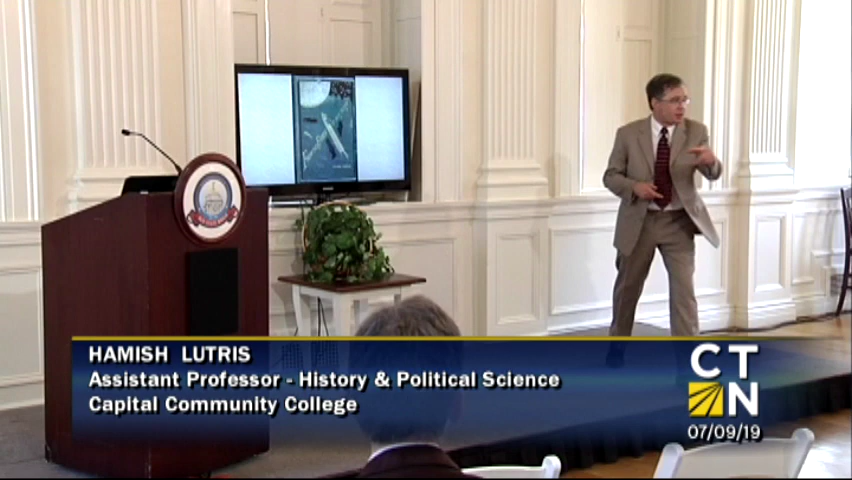 HAMISH LUTRIS
Assistant Professor - History & Political Science
Capital Community College
CT
N
07/09/19